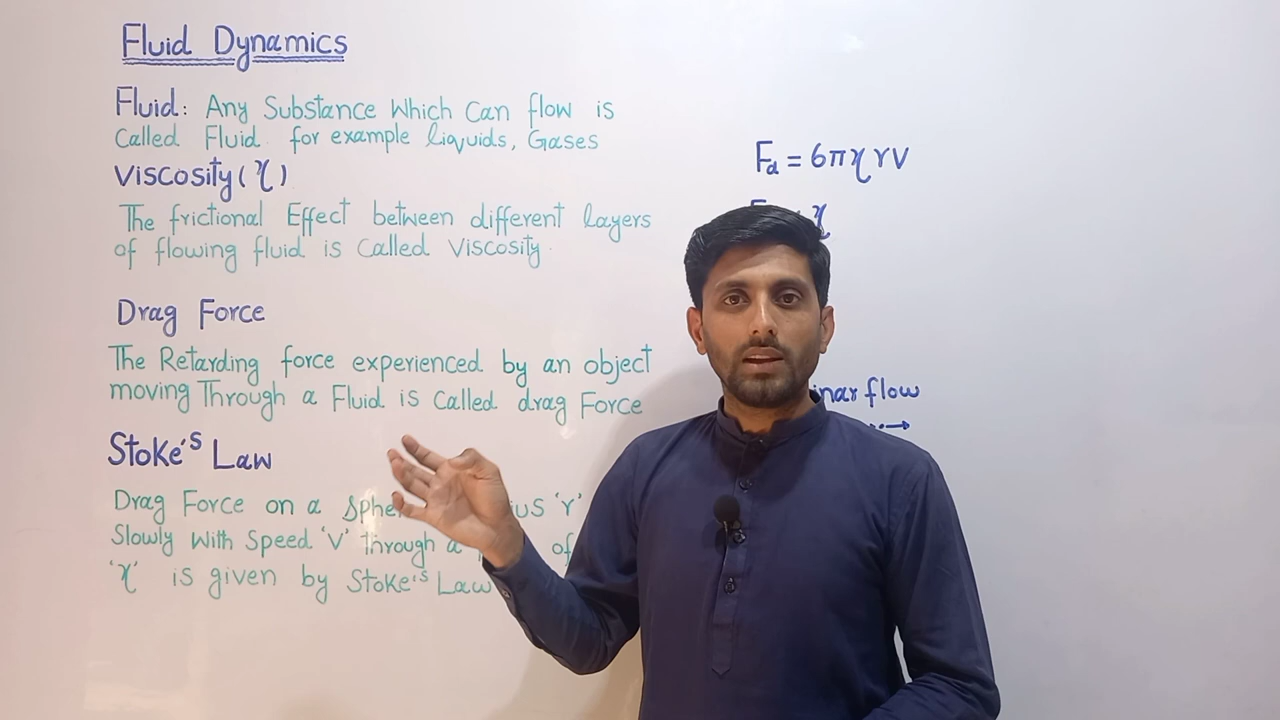 Fluid Dynamics
Fluid: Any Substance Which Can flow is
Called Fluid. for example liquids, Gases
Viscosity (η)
The frictional Effect between different layers
of flowing fluid is Called Viscosity.
Drag Force
The Retarding force experienced by an object
moving Through a Fluid is Called drag Force
Stoke's Law
Drag Force on a 'r'
Slowly With Speed 'v' Through a of
'η' is given by Stoke's Law
F_d = 6πηrv
η
flow